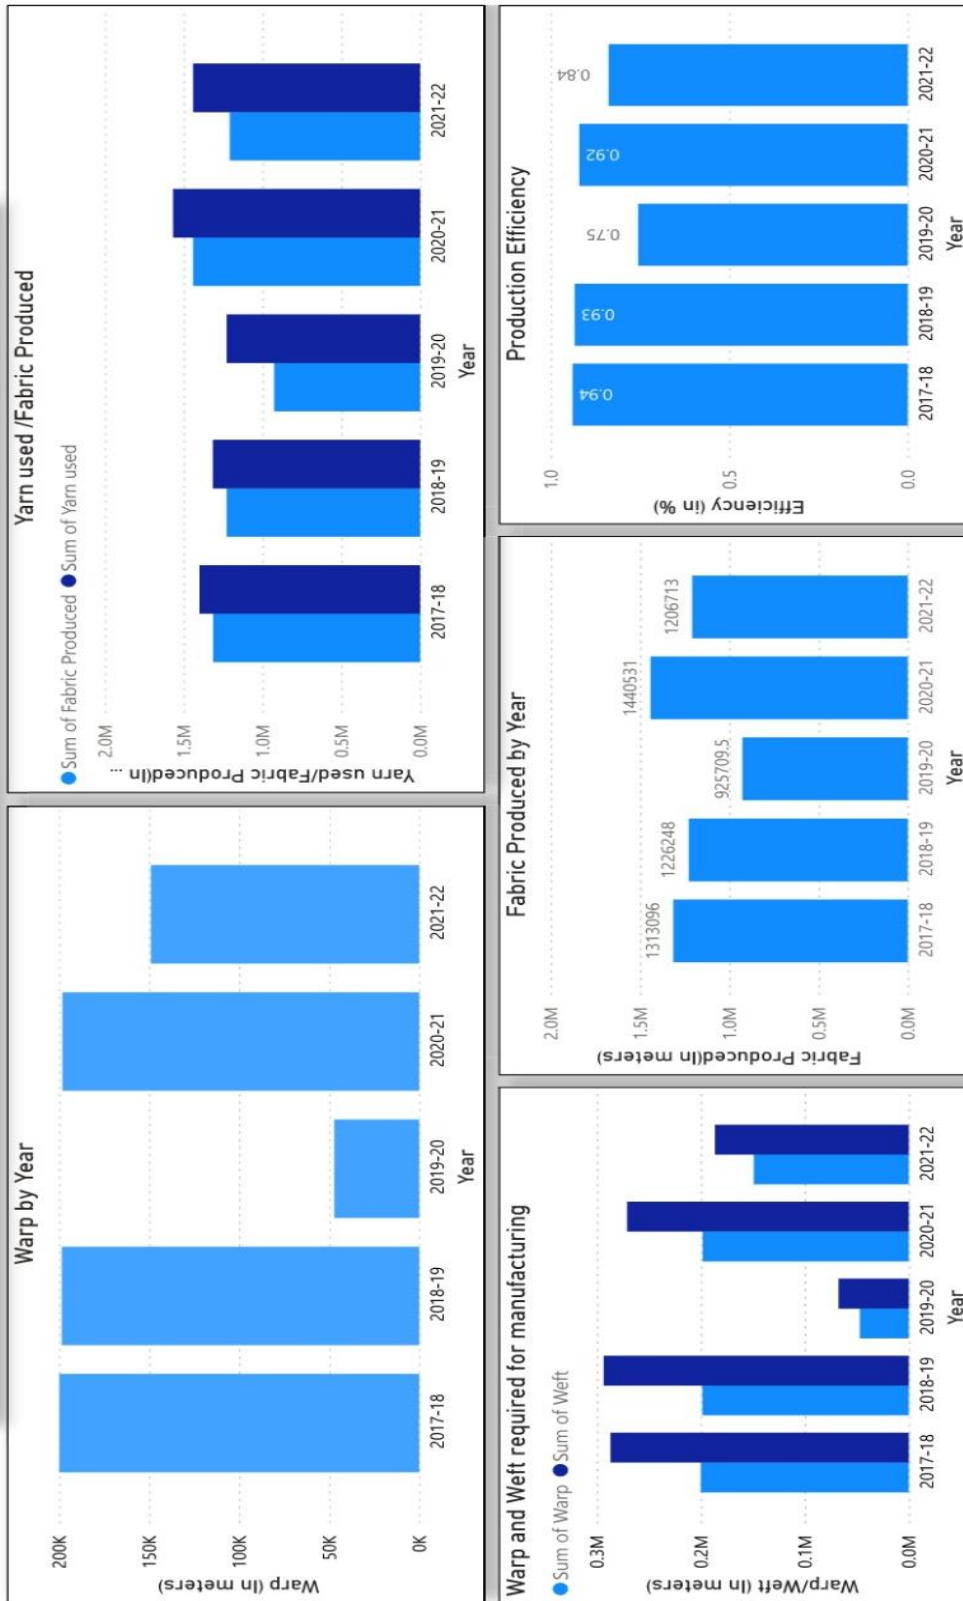 Warp by Year
Warp (In meters)
200K
150K
100K
50K
0K
2017-18
2018-19
2019-20
2020-21
2021-22
Year
Yarn used /Fabric Produced
Sum of Fabric Produced Sum of Yarn used
Yarn used/Fabric Produced(In ...
2.0M
1.5M
1.0M
0.5M
0.0M
2017-18
2018-19
2019-20
2020-21
2021-22
Year
Warp and Weft required for manufacturing
Sum of Warp Sum of Weft
Warp/Weft (In meters)
0.3M
0.2M
0.1M
0.0M
2017-18
2018-19
2019-20
2020-21
2021-22
Year
Fabric Produced by Year
Fabric Produced(In meters)
2.0M
1.5M
1.0M
0.5M
0.0M
1313096
1226248
925709.5
1440531
1206713
2017-18
2018-19
2019-20
2020-21
2021-22
Year
Production Efficiency
Efficiency (in %)
1.0
0.5
0.0
0.94
0.93
0.75
0.92
0.84
2017-18
2018-19
2019-20
2020-21
2021-22
Year